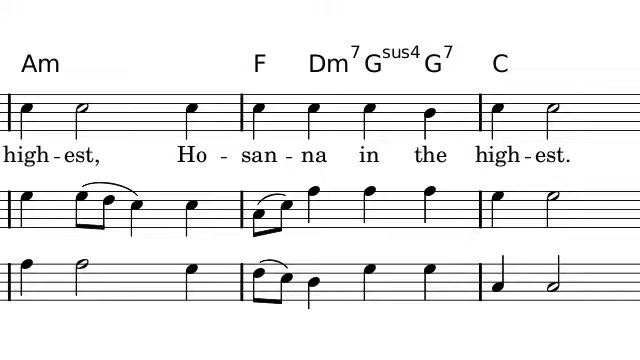 Am F Dm7 Gsus4 G7 C
high - est, Ho - san - na in the high - est.